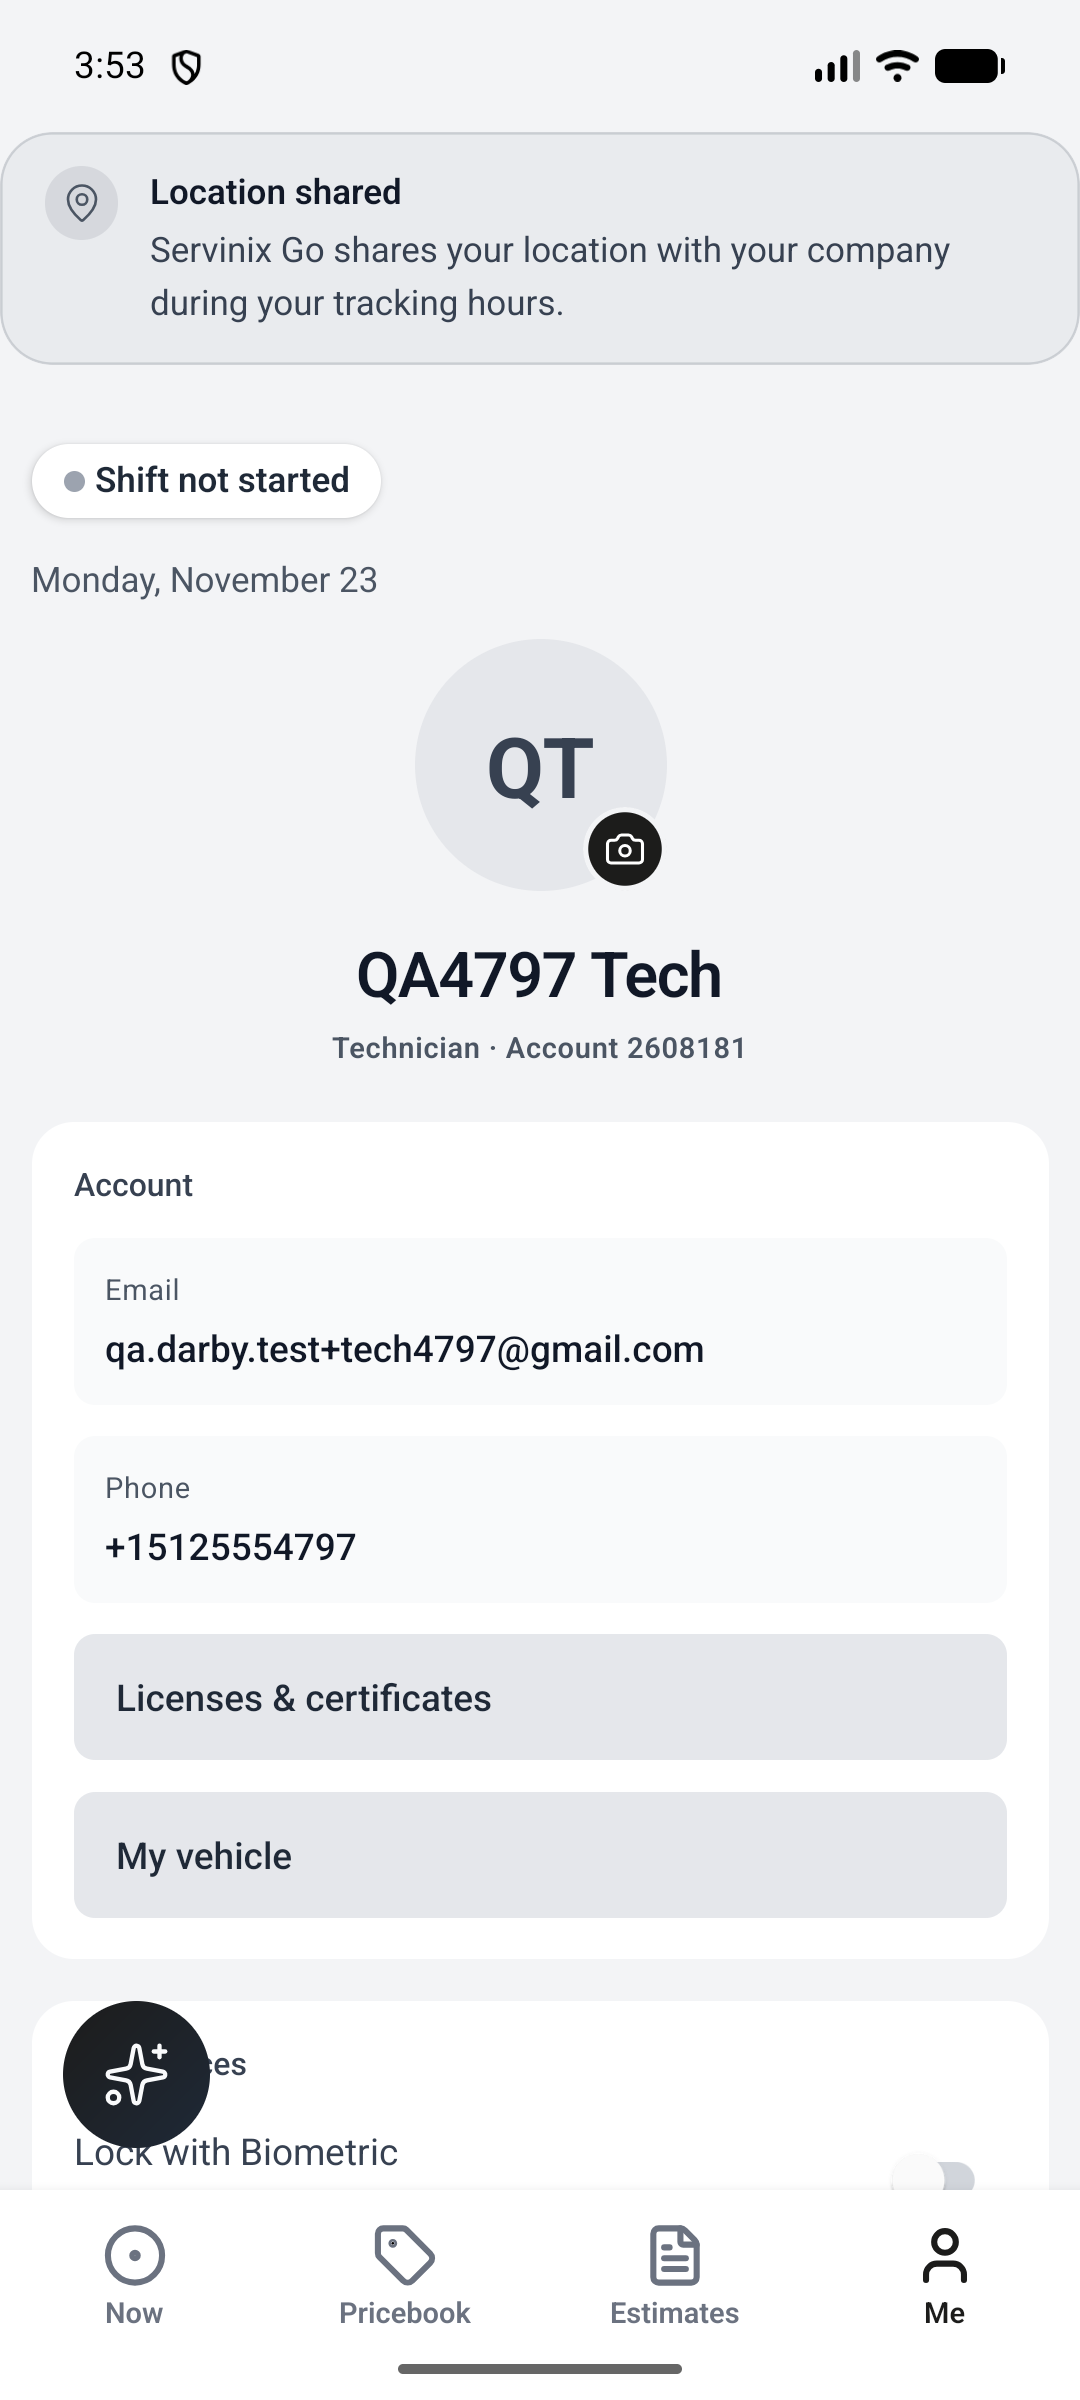 3:53
Location shared
Servinix Go shares your location with your company
during your tracking hours.
Shift not started
Monday, November 23
QT
QA4797 Tech
Technician · Account 2608181
Account
Email
qa.darby.test+tech4797@gmail.com
Phone
+15125554797
Licenses & certificates
My vehicle
Lock with Biometric
Now
Pricebook
Estimates
Me